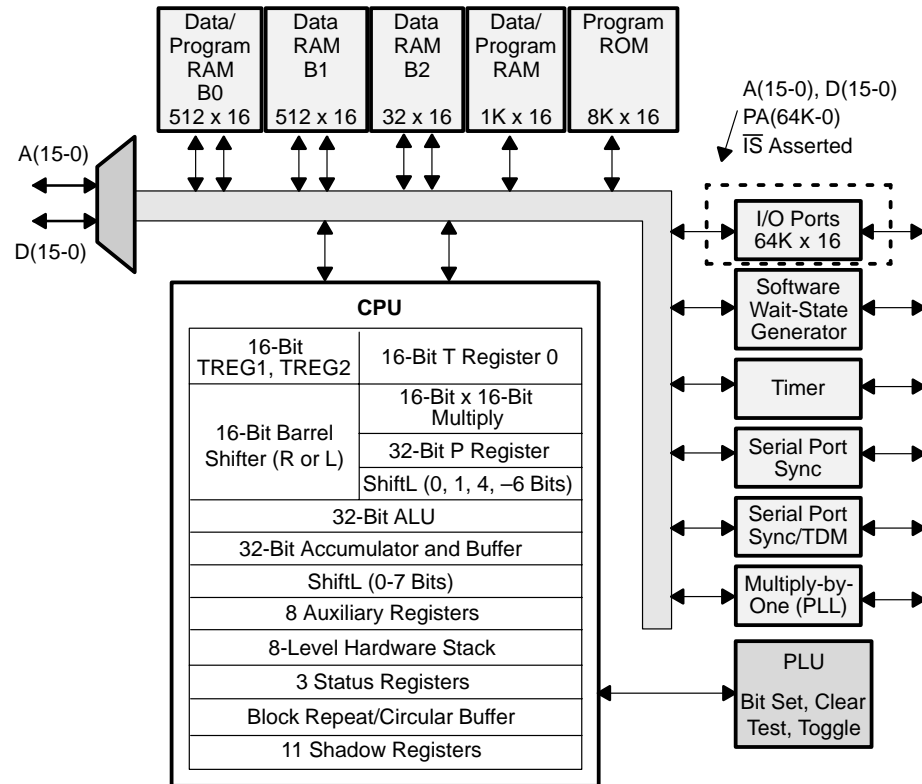 Data/
Program
RAM
B0
512 x 16
Data
RAM
B1
512 x 16
Data
RAM
B2
32 x 16
Data/
Program
RAM
1K x 16
Program
ROM
8K x 16
A(15-0), D(15-0)
PA(64K-0)
I̅S̅ Asserted
A(15-0)
D(15-0)
I/O Ports
64K x 16
Software
Wait-State
Generator
Timer
Serial Port
Sync
Serial Port
Sync/TDM
Multiply-by-
One (PLL)
CPU
16-Bit
TREG1, TREG2
16-Bit T Register 0
16-Bit Barrel
Shifter (R or L)
16-Bit x 16-Bit
Multiply
32-Bit P Register
ShiftL (0, 1, 4, –6 Bits)
32-Bit ALU
32-Bit Accumulator and Buffer
ShiftL (0-7 Bits)
8 Auxiliary Registers
8-Level Hardware Stack
3 Status Registers
Block Repeat/Circular Buffer
11 Shadow Registers
PLU
Bit Set, Clear
Test, Toggle